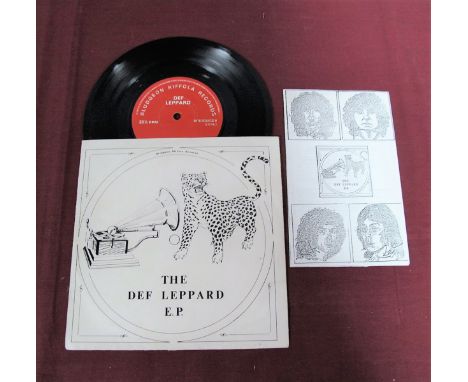 BLUDGEON RIFFOLA RECORDS
DEF
LEPPARD
33⅓ RPM
THE
DEF LEPPARD
E.P.
THE
DEF LEPPARD
E.P.